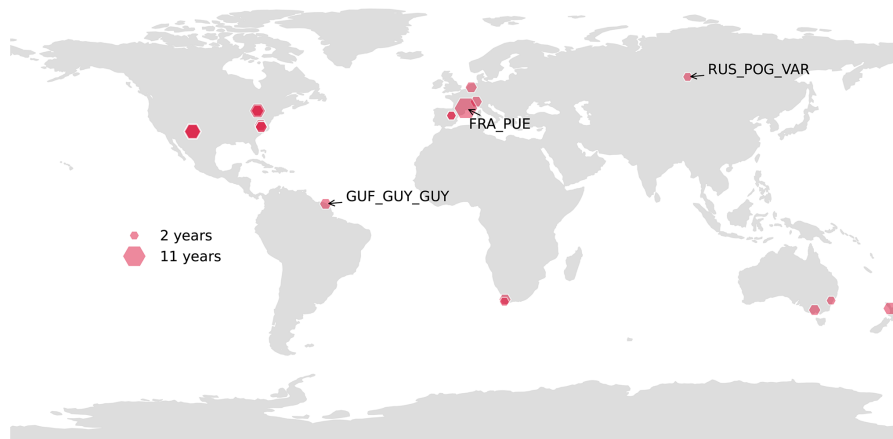 RUS_POG_VAR
FRA_PUE
GUF_GUY_GUY
2 years
11 years